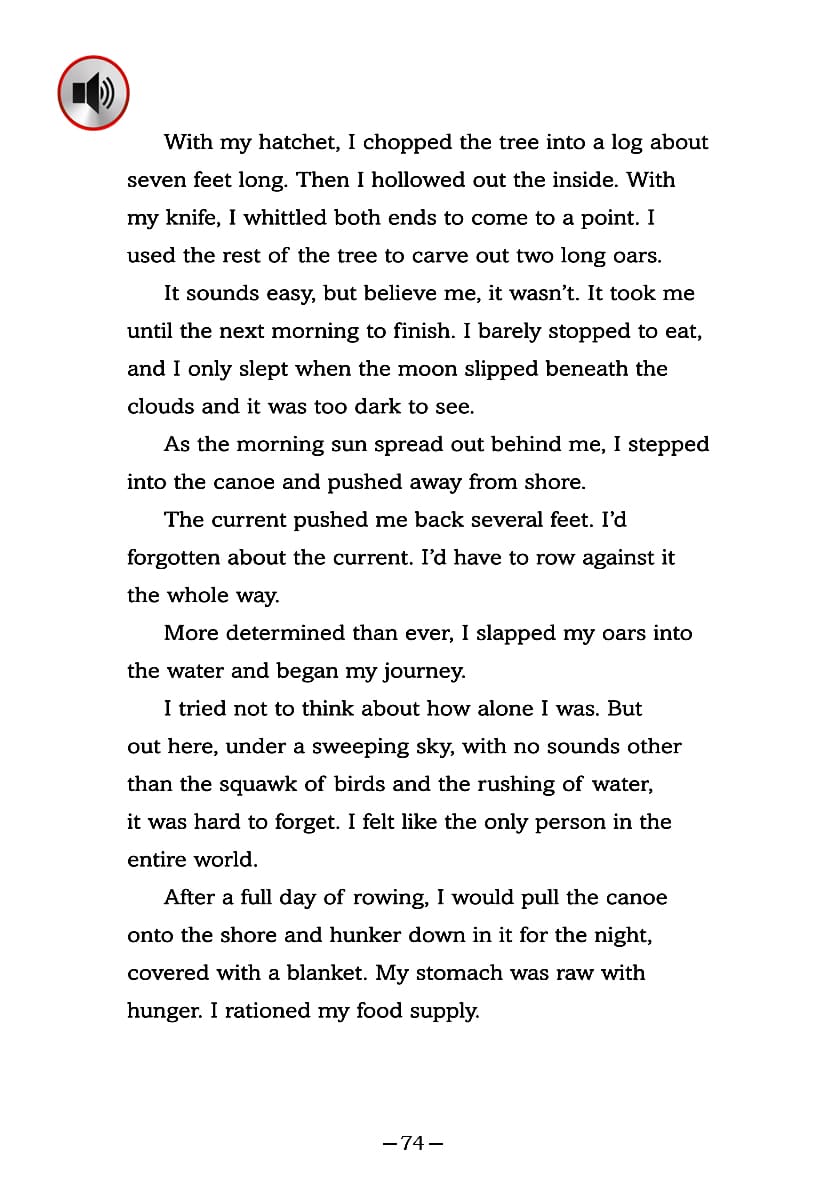 With my hatchet, I chopped the tree into a log about
seven feet long. Then I hollowed out the inside. With
my knife, I whittled both ends to come to a point. I
used the rest of the tree to carve out two long oars.
It sounds easy, but believe me, it wasn’t. It took me
until the next morning to finish. I barely stopped to eat,
and I only slept when the moon slipped beneath the
clouds and it was too dark to see.
As the morning sun spread out behind me, I stepped
into the canoe and pushed away from shore.
The current pushed me back several feet. I’d
forgotten about the current. I’d have to row against it
the whole way.
More determined than ever, I slapped my oars into
the water and began my journey.
I tried not to think about how alone I was. But
out here, under a sweeping sky, with no sounds other
than the squawk of birds and the rushing of water,
it was hard to forget. I felt like the only person in the
entire world.
After a full day of rowing, I would pull the canoe
onto the shore and hunker down in it for the night,
covered with a blanket. My stomach was raw with
hunger. I rationed my food supply.
—74—